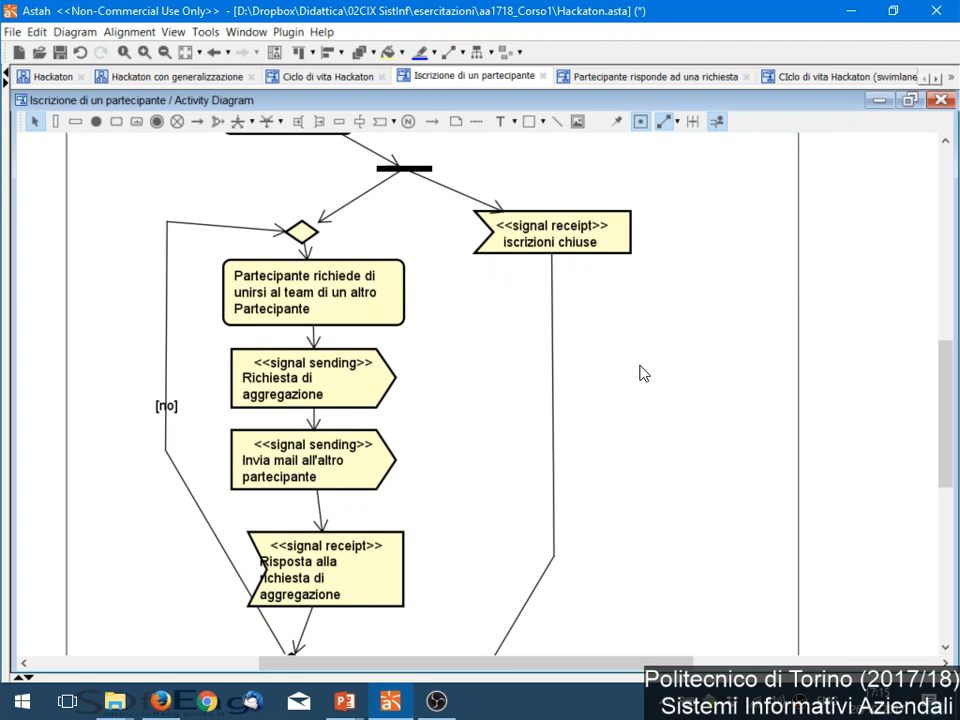 Astah <<Non-Commercial Use Only>> - [D:\Dropbox\Didattica\02CIX SistInf\esercitazioni\aa1718_Corso1\Hackaton.asta] (*)
File Edit Diagram Alignment View Tools Window Plugin Help
Hackaton
Hackaton con generalizzazione
Ciclo di vita Hackaton
Iscrizione di un partecipante
Partecipante risponde ad una richiesta
CIclo di vita Hackaton (swimlane
Iscrizione di un partecipante / Activity Diagram
<<signal receipt>>
iscrizioni chiuse
Partecipante richiede di
unirsi al team di un altro
Partecipante
<<signal sending>>
Richiesta di
aggregazione
[no]
<<signal sending>>
Invia mail all'altro
partecipante
<<signal receipt>>
Risposta alla
richiesta di
aggregazione
Politecnico di Torino (2017/18)
17:15
Sistemi Informativi Aziendali